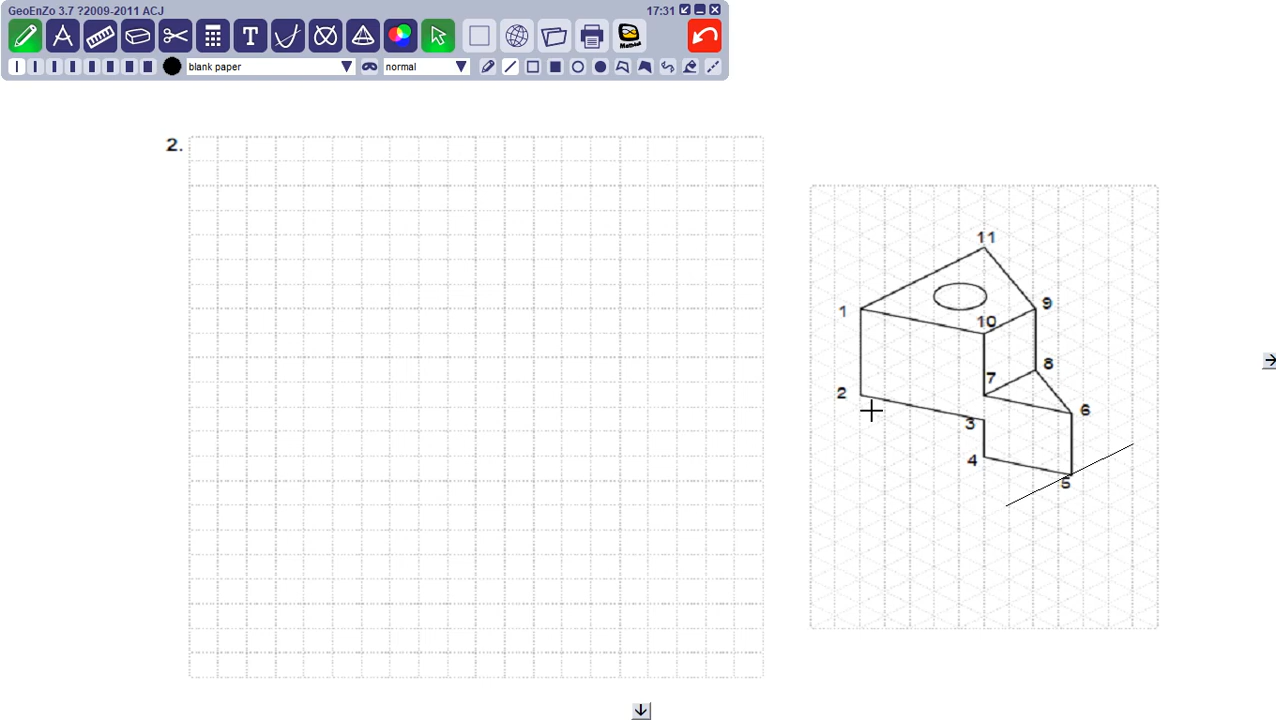 GeoEnZo 3.7 ?2009-2011 ACJ
17:31
T
MathAid
blank paper
normal
2.
11
1
9
10
7
8
2
6
3
4
5